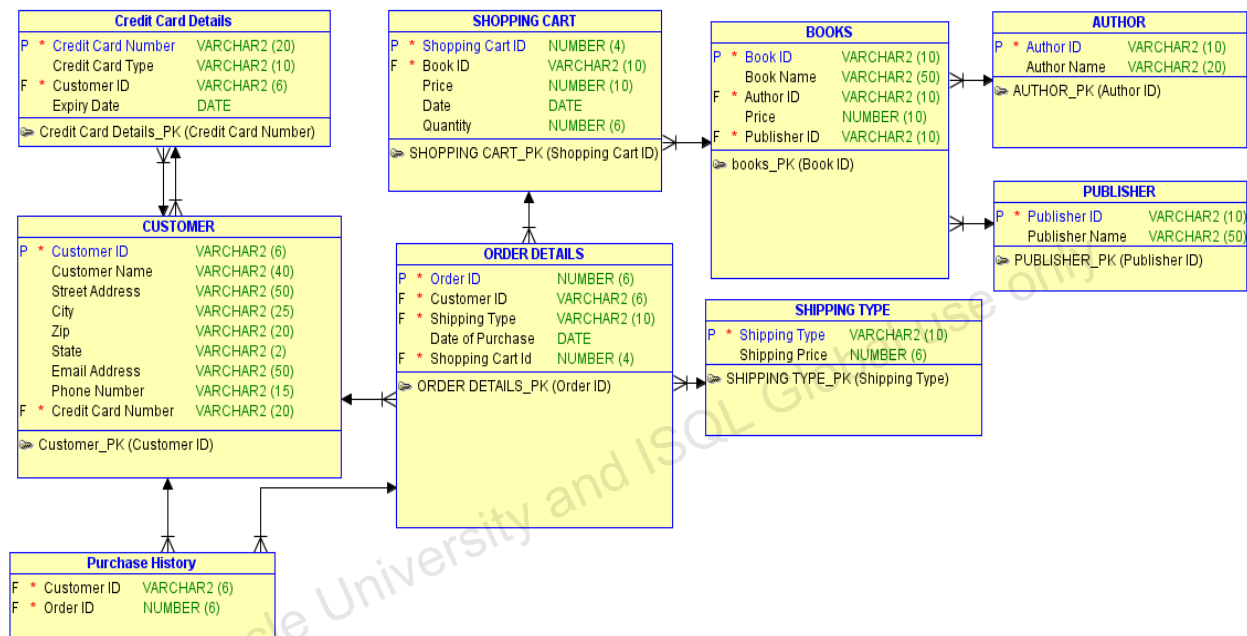 Credit Card Details
P * Credit Card Number VARCHAR2 (20)
Credit Card Type VARCHAR2 (10)
F * Customer ID VARCHAR2 (6)
Expiry Date DATE
Credit Card Details_PK (Credit Card Number)
SHOPPING CART
P * Shopping Cart ID NUMBER (4)
F * Book ID VARCHAR2 (10)
Price NUMBER (10)
Date DATE
Quantity NUMBER (6)
SHOPPING CART_PK (Shopping Cart ID)
BOOKS
P * Book ID VARCHAR2 (10)
Book Name VARCHAR2 (50)
F * Author ID VARCHAR2 (10)
Price NUMBER (10)
F * Publisher ID VARCHAR2 (10)
books_PK (Book ID)
AUTHOR
P * Author ID VARCHAR2 (10)
Author Name VARCHAR2 (20)
AUTHOR_PK (Author ID)
PUBLISHER
P * Publisher ID VARCHAR2 (10)
Publisher Name VARCHAR2 (50)
PUBLISHER_PK (Publisher ID)
CUSTOMER
P * Customer ID VARCHAR2 (6)
Customer Name VARCHAR2 (40)
Street Address VARCHAR2 (50)
City VARCHAR2 (25)
Zip VARCHAR2 (20)
State VARCHAR2 (2)
Email Address VARCHAR2 (50)
Phone Number VARCHAR2 (15)
F * Credit Card Number VARCHAR2 (20)
Customer_PK (Customer ID)
ORDER DETAILS
P * Order ID NUMBER (6)
F * Customer ID VARCHAR2 (6)
F * Shipping Type VARCHAR2 (10)
Date of Purchase DATE
F * Shopping Cart Id NUMBER (4)
ORDER DETAILS_PK (Order ID)
SHIPPING TYPE
P * Shipping Type VARCHAR2 (10)
Shipping Price NUMBER (6)
SHIPPING TYPE_PK (Shipping Type)
Purchase History
F * Customer ID VARCHAR2 (6)
F * Order ID NUMBER (6)
University and ISQL Global use only